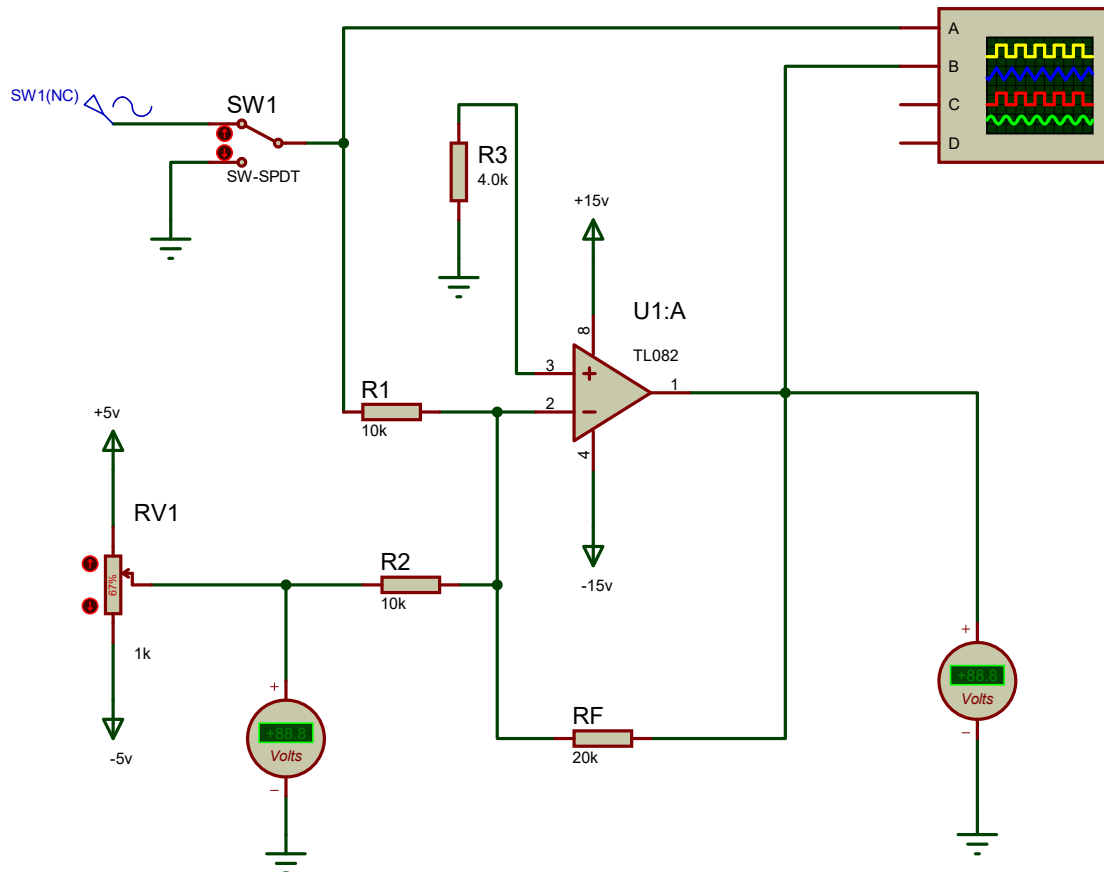 A
B
C
D
SW1(NC)
SW1
SW-SPDT
R3
4.0k
+15v
U1:A
TL082
8
3
2
1
4
+
−
-15v
R1
10k
+5v
RV1
67%
1k
-5v
R2
10k
+
+88.8
Volts
−
RF
20k
+
+88.8
Volts
−